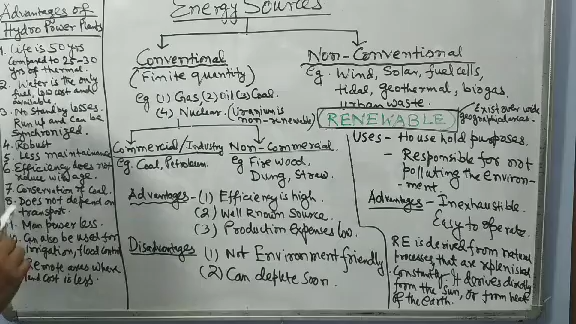 Energy Sources
Advantages of
Hydro Power Plants
1. Life is 50 yrs
compared to 25-30
yrs of thermal.
2. Water is the only
fuel, low cost and
available.
3. No stand by losses.
Run up and can be
synchronized.
4. Robust
5. Less maintainance
6. Efficiency does not
reduce with age.
7. Conservation of Coal.
8. Does not depend on
transport.
Man power less.
Can also be used for
irrigation, flood control
Remote areas where
land cost is less.
Conventional
(Finite quantity)
Eg (1) Gas, (2) Oil (3) Coal.
(4) Nuclear. (Uranium is
non-renewable)
Commercial/Industry
Eg. Coal, Petroleum.
Non-Commercial
Eg Fire wood,
Dung, Straw.
Advantages - (1) Efficiency is high.
(2) Well Known Source.
(3) Production Expenses low.
Disadvantages (1) Not Environment friendly
(2) Can deplete soon.
Non-Conventional
Eg. Wind, Solar, fuel cells,
tidal, geothermal, biogas
urban waste.
RENEWABLE
Exist over wide
geographical areas.
Uses - House hold purposes.
- Responsible for not
polluting the Environ-
ment.
Advantages - Inexhaustible.
Easy to operate.
RE is derived from natural
processes that are replenished
constantly. It derives directly
from the sun, or from heat
of the earth.